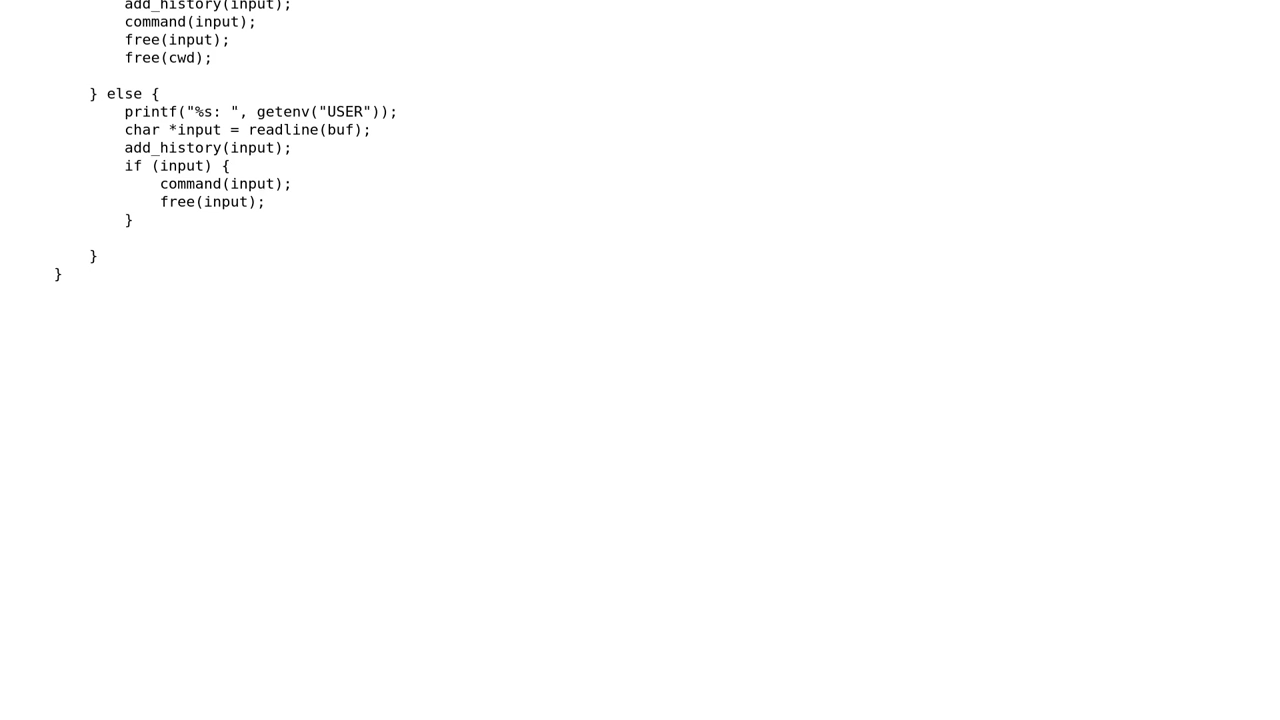 add_history(input);
command(input);
free(input);
free(cwd);
} else {
printf("%s: ", getenv("USER"));
char *input = readline(buf);
add_history(input);
if (input) {
command(input);
free(input);
}
}
}